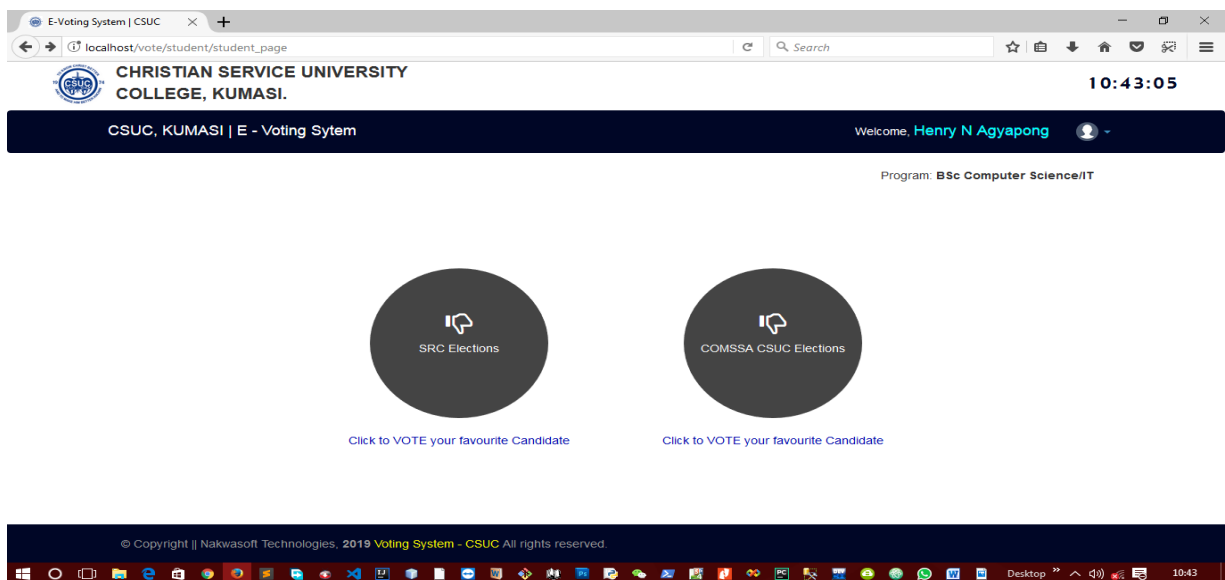 E-Voting System | CSUC
localhost/vote/student/student_page
Search
CSUC
CHRISTIAN SERVICE UNIVERSITY
COLLEGE, KUMASI.
10:43:05
CSUC, KUMASI | E - Voting Sytem
Welcome, Henry N Agyapong
Program: BSc Computer Science/IT
SRC Elections
COMSSA CSUC Elections
Click to VOTE your favourite Candidate
Click to VOTE your favourite Candidate
© Copyright || Nakwasoft Technologies, 2019 Voting System - CSUC All rights reserved.
Desktop
10:43